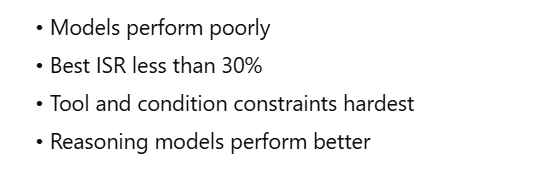 • Models perform poorly
• Best ISR less than 30%
• Tool and condition constraints hardest
• Reasoning models perform better